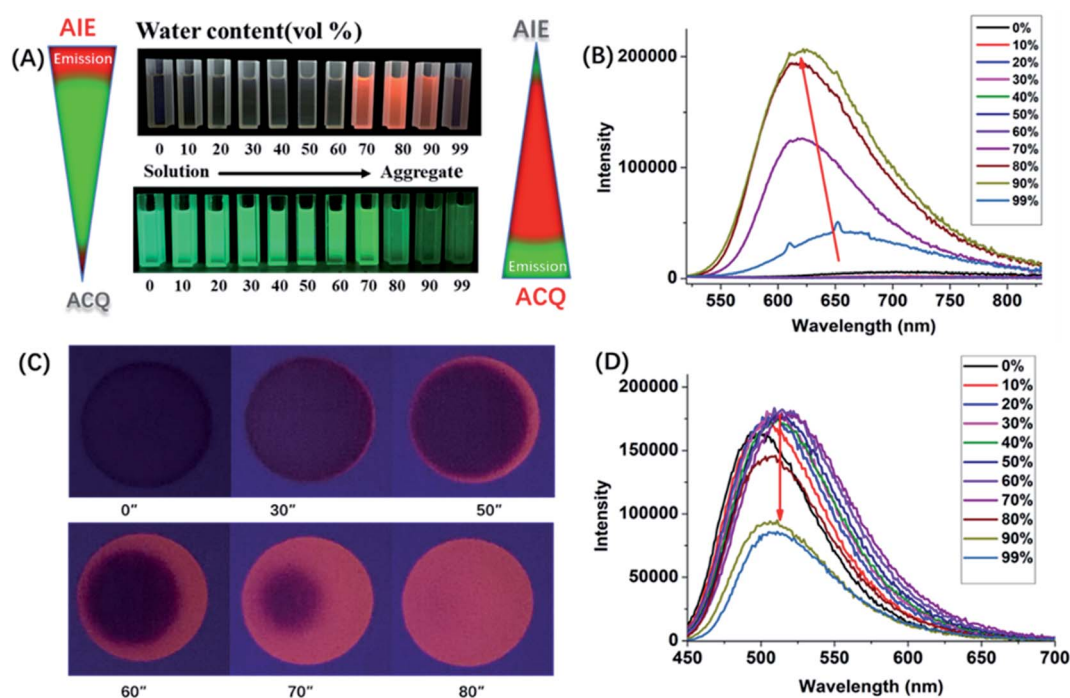 (A)
AIE
Emission
ACQ
Water content(vol %)
0 10 20 30 40 50 60 70 80 90 99
Solution Aggregate
0 10 20 30 40 50 60 70 80 90 99
AIE
Emission
ACQ
(B)
Intensity
200000
150000
100000
50000
0
550 600 650 700 750 800
Wavelength (nm)
0%
10%
20%
30%
40%
50%
60%
70%
80%
90%
99%
(C)
0″ 30″ 50″
60″ 70″ 80″
(D)
Intensity
200000
150000
100000
50000
0
450 500 550 600 650 700
Wavelength (nm)
0%
10%
20%
30%
40%
50%
60%
70%
80%
90%
99%